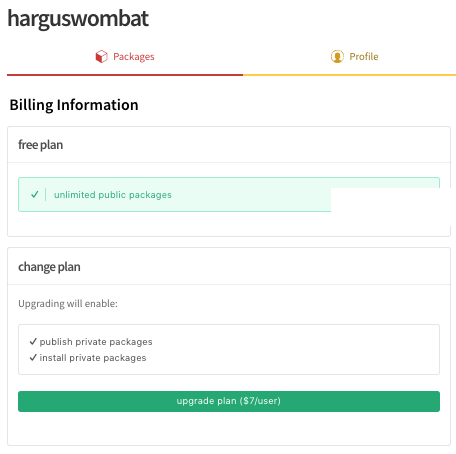 harguswombat
Packages
Profile
Billing Information
free plan
✓ unlimited public packages
change plan
Upgrading will enable:
✓ publish private packages
✓ install private packages
upgrade plan ($7/user)